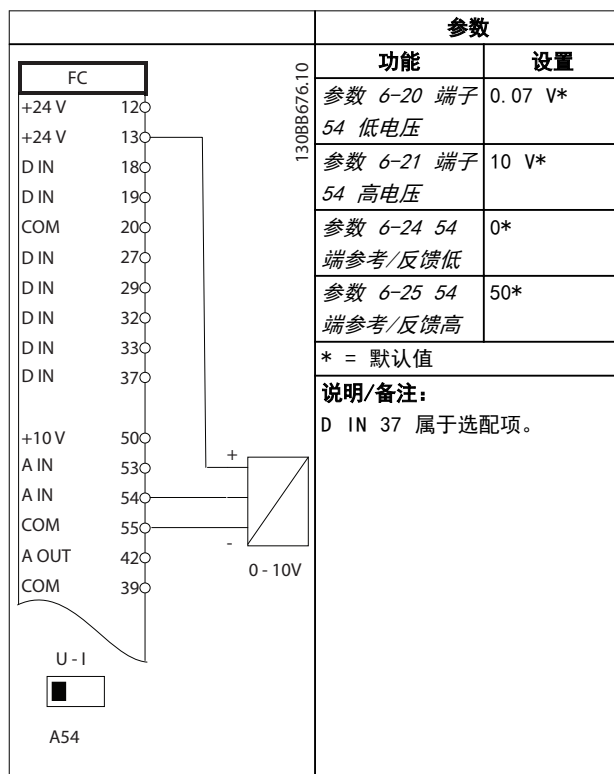 参数
功能 设置
参数 6-20 端子 0.07 V*
54 低电压
参数 6-21 端子 10 V*
54 高电压
参数 6-24 54 0*
端参考/反馈低
参数 6-25 54 50*
端参考/反馈高
* = 默认值
说明/备注:
D IN 37 属于选配项。
130BB676.10
FC
+24 V 12
+24 V 13
D IN 18
D IN 19
COM 20
D IN 27
D IN 29
D IN 32
D IN 33
D IN 37
+10 V 50
A IN 53
A IN 54
COM 55
A OUT 42
COM 39
+
-
0 - 10V
U - I
A54